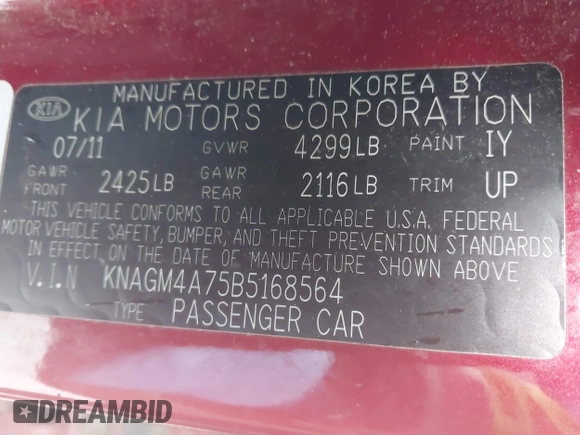 MANUFACTURED IN KOREA BY
KIA KIA MOTORS CORPORATION
07/11 GVWR 4299LB PAINT IY
GAWR FRONT 2425LB GAWR REAR 2116LB TRIM UP
THIS VEHICLE CONFORMS TO ALL APPLICABLE U.S.A. FEDERAL
MOTOR VEHICLE SAFETY, BUMPER, AND THEFT PREVENTION STANDARDS
IN EFFECT ON THE DATE OF MANUFACTURE SHOWN ABOVE
V.I.N KNAGM4A75B5168564
TYPE PASSENGER CAR
DREAMBID